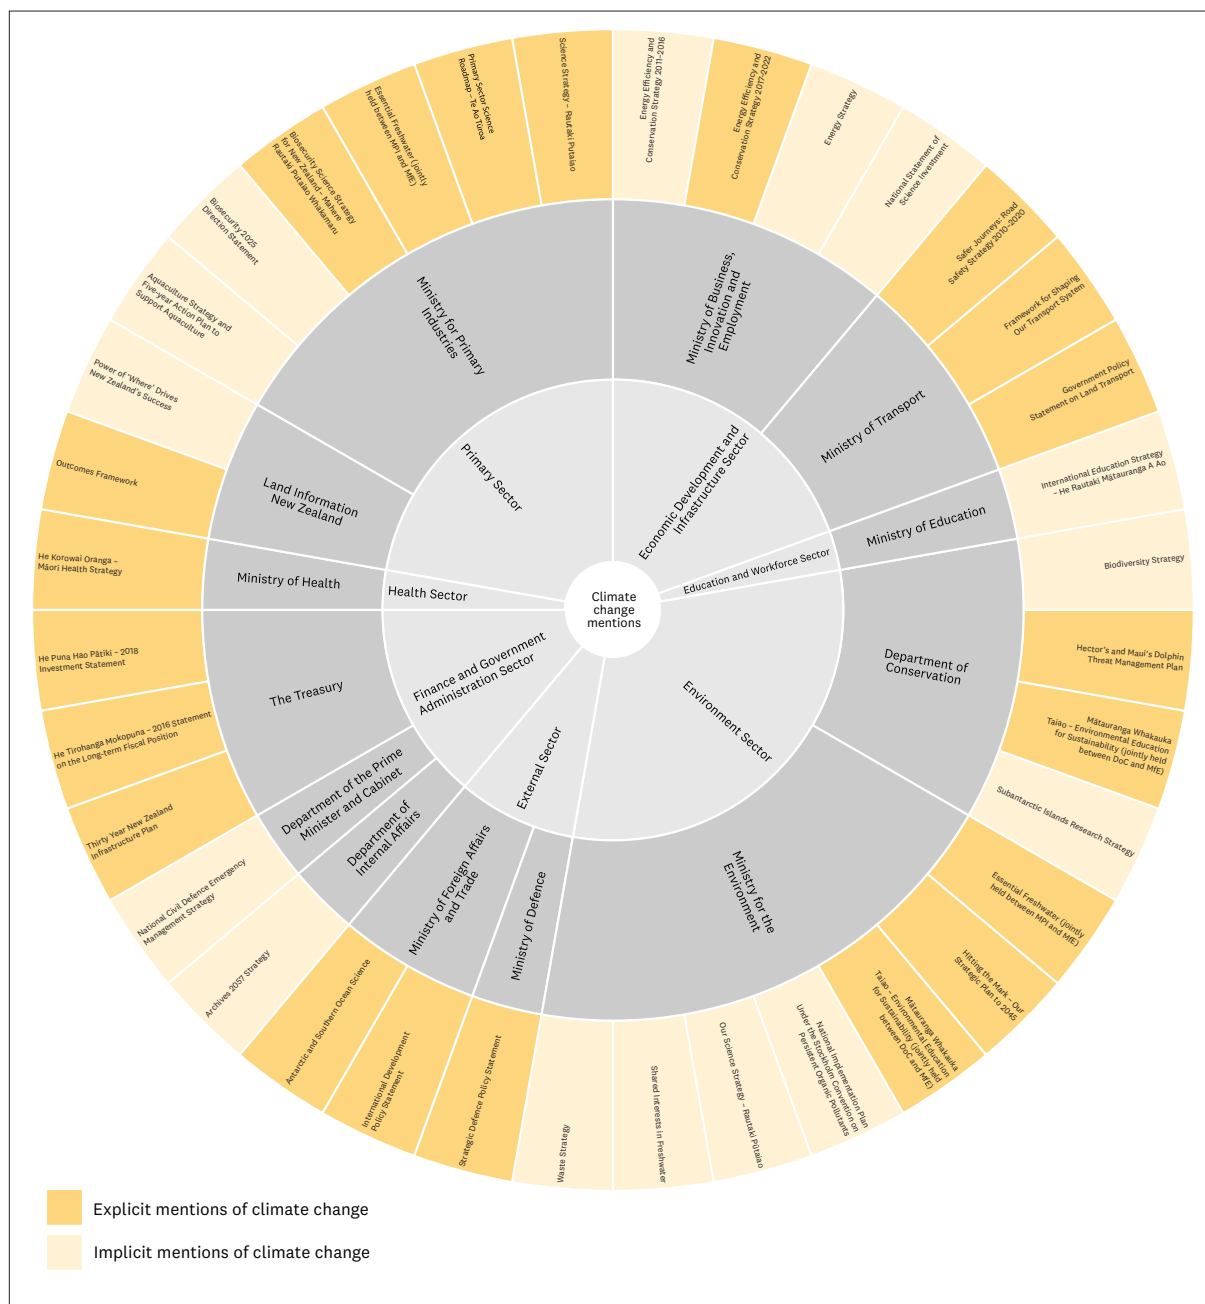 Climate
change
mentions
Economic Development and
Infrastructure Sector
Education and Workforce Sector
Environment Sector
External Sector
Finance and Government
Administration Sector
Health Sector
Primary Sector
Ministry of Business,
Innovation and
Employment
Ministry of Transport
Ministry of Education
Department of
Conservation
Ministry for the
Environment
Ministry of Defence
Ministry of Foreign Affairs
and Trade
Department of
Internal Affairs
Department of the Prime
Minister and Cabinet
The Treasury
Ministry of Health
Land Information
New Zealand
Ministry for Primary
Industries
Energy Efficiency and
Conservation Strategy 2011–2016
Energy Efficiency and
Conservation Strategy 2017–2022
Energy Strategy
National Statement of
Science Investment
Safer Journeys: Road
Safety Strategy 2010–2020
Framework for Shaping
Our Transport System
Government Policy
Statement on Land Transport
International Education Strategy
– He Rautaki Mātauranga A Ao
Biodiversity Strategy
Hector's and Maui's Dolphin
Threat Management Plan
Mātauranga Whakauka
Taiao – Environmental Education
for Sustainability (jointly held
between DoC and MfE)
Subantarctic Islands Research Strategy
Essential Freshwater (jointly
held between MPI and MfE)
Hitting the Mark – Our
Strategic Plan to 2045
Mātauranga Whakauka
Taiao – Environmental Education
for Sustainability (jointly held
between DoC and MfE)
National Implementation Plan
Under the Stockholm Convention on
Persistent Organic Pollutants
Our Science Strategy – Rautaki Pūtaiao
Shared Interests in Freshwater
Waste Strategy
Strategic Defence Policy Statement
International Development
Policy Statement
Antarctic and Southern Ocean Science
Archives 2057 Strategy
National Civil Defence Emergency
Management Strategy
Thirty Year New Zealand
Infrastructure Plan
He Tirohanga Mokopuna – 2016 Statement
on the Long-term Fiscal Position
He Puna Hao Pātiki – 2018
Investment Statement
He Korowai Oranga –
Māori Health Strategy
Outcomes Framework
Power of 'Where' Drives
New Zealand's Success
Aquaculture Strategy and
Five-year Action Plan to
Support Aquaculture
Biosecurity 2025
Direction Statement
Biosecurity Science Strategy
for New Zealand – Mahere
Rautaki Putaiao Whakamaru
Essential Freshwater (jointly
held between MPI and MfE)
Primary Sector Science
Roadmap – Te Ao Tūroa
Science Strategy – Rautaki Putaiao
Explicit mentions of climate change
Implicit mentions of climate change